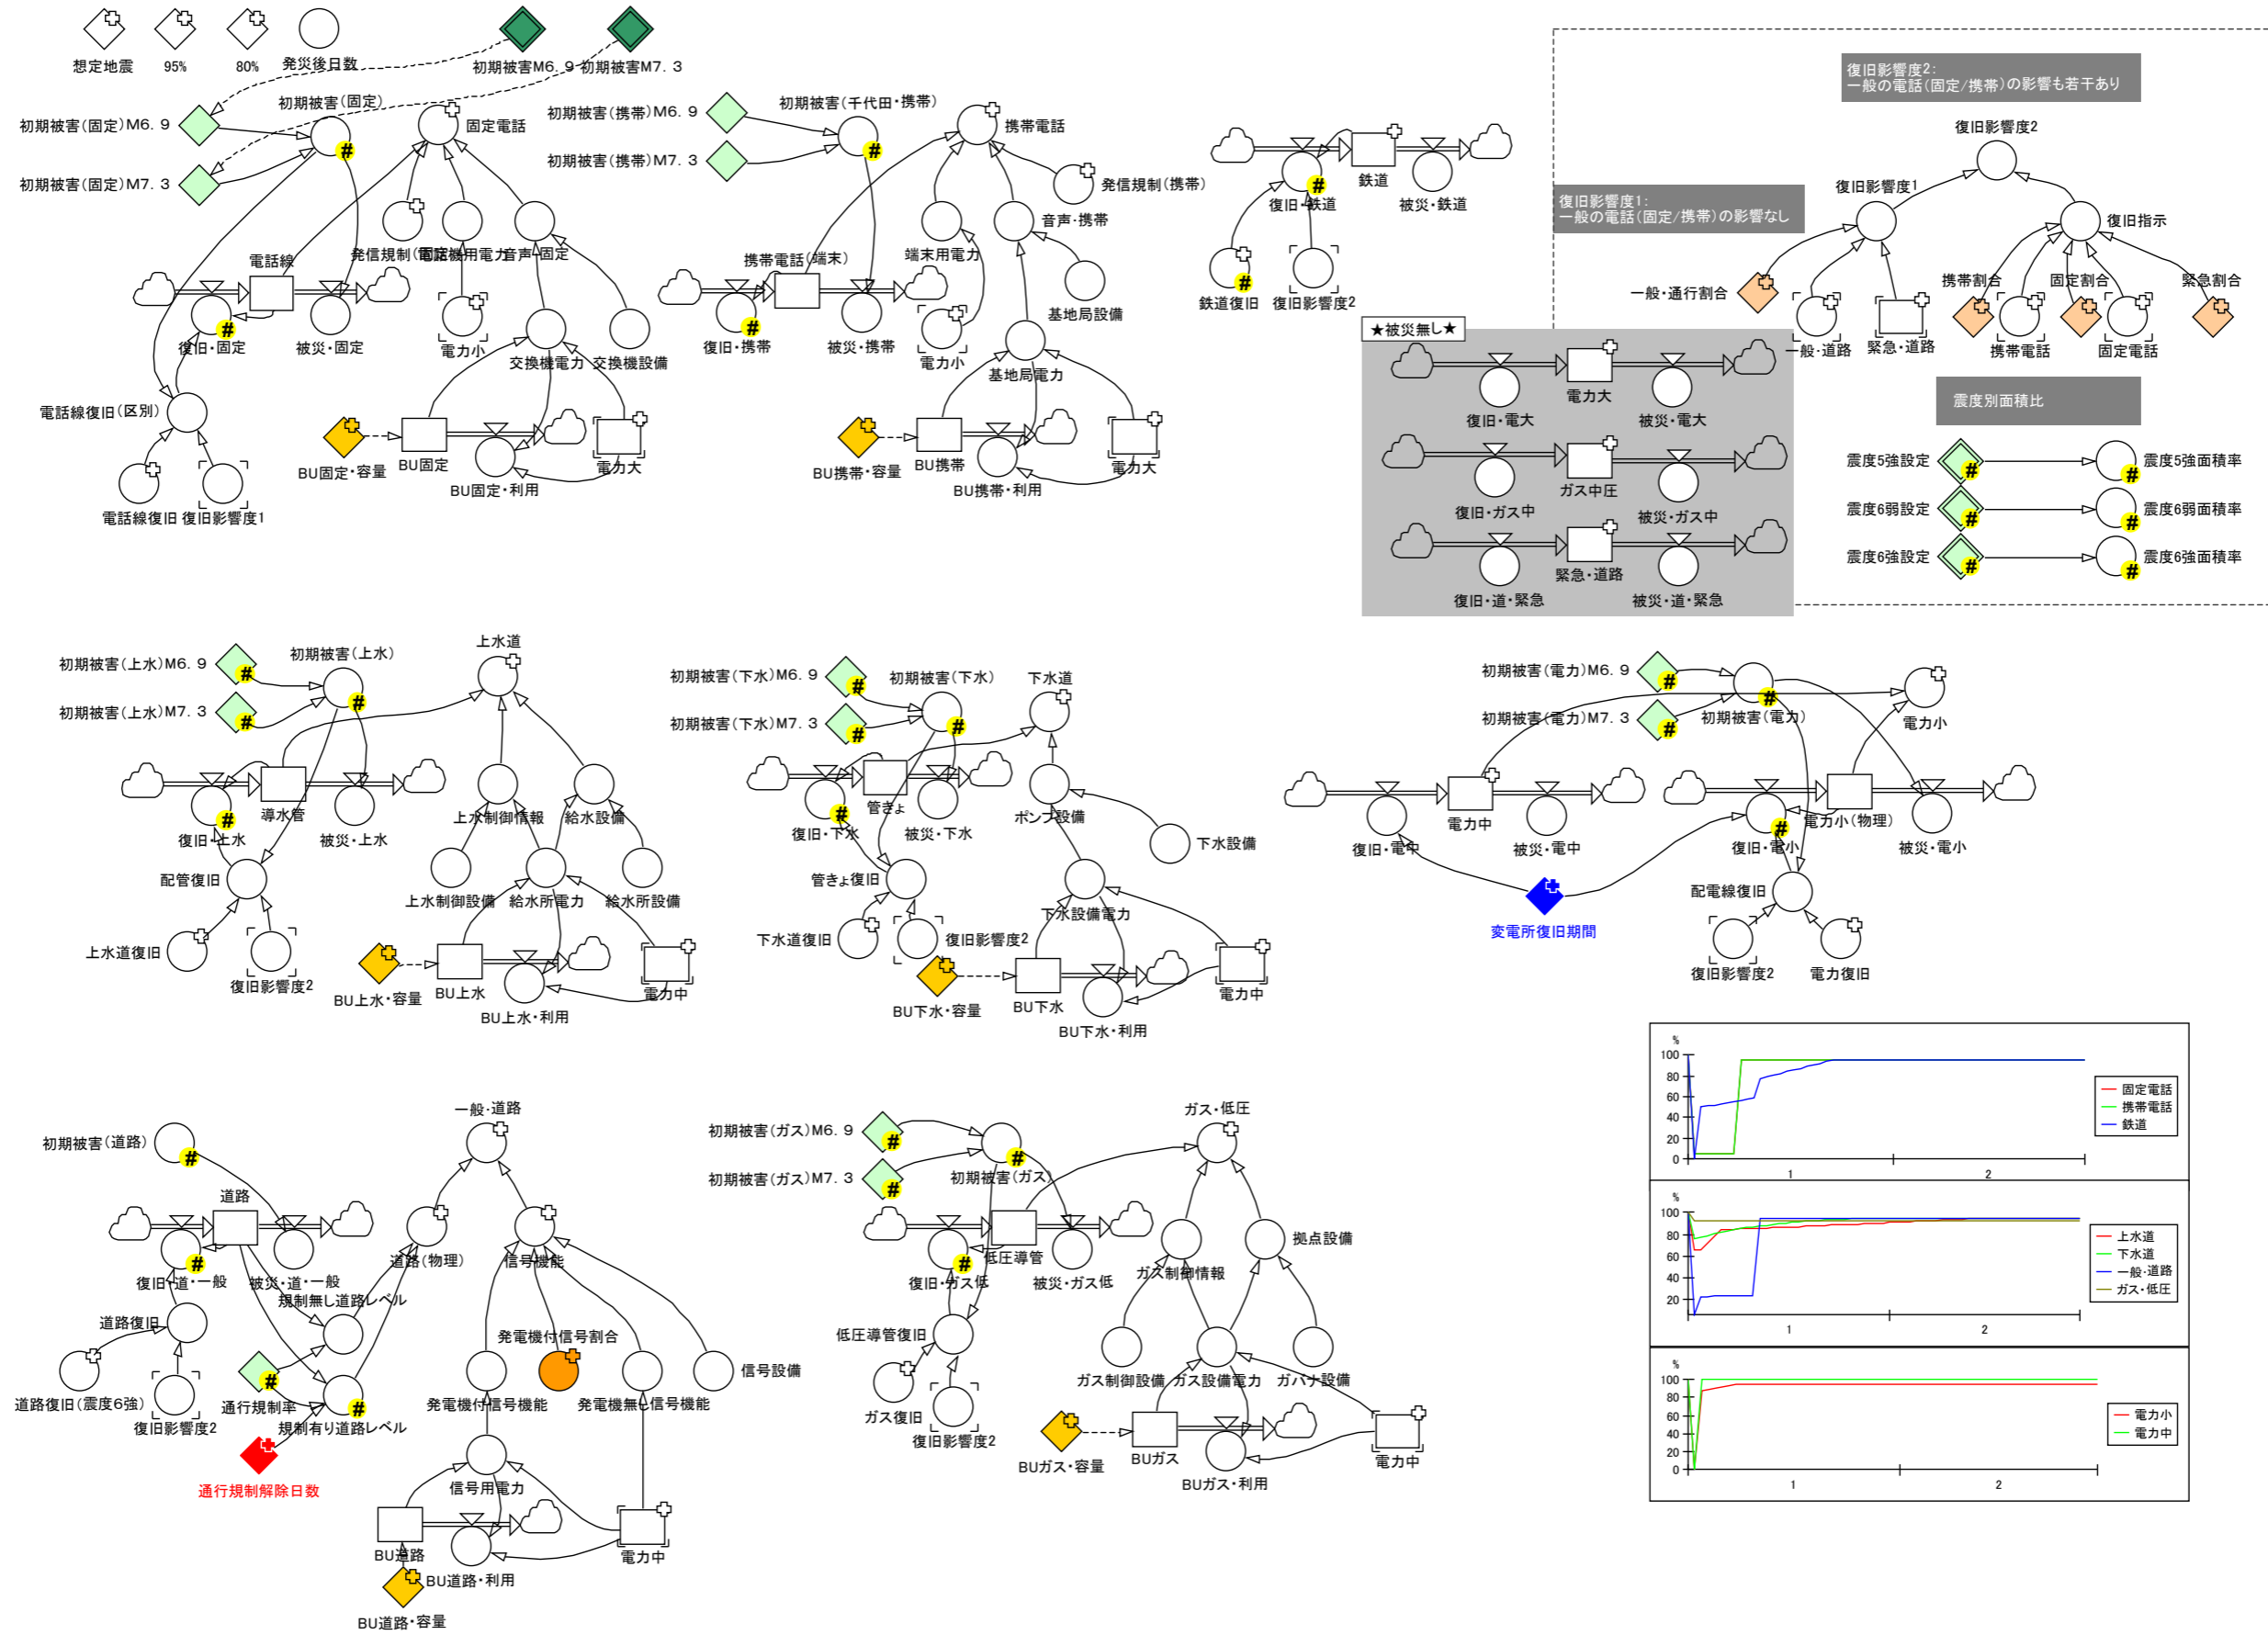 想定地震
95%
80%
発災後日数
初期被害M6.9
初期被害M7.3
初期被害(固定)M6.9
初期被害(固定)M7.3
初期被害(固定)
固定電話
発信規制(固定)
電話機用電力
音声・固定
電話線
復旧・固定
被災・固定
電力小
交換機電力
交換機設備
電話線復旧(区別)
電話線復旧
復旧影響度1
BU固定・容量
BU固定
BU固定・利用
電力大
初期被害(携帯)M6.9
初期被害(携帯)M7.3
初期被害(千代田・携帯)
携帯電話
発信規制(携帯)
音声・携帯
端末用電力
携帯電話(端末)
復旧・携帯
被災・携帯
電力小
基地局設備
基地局電力
BU携帯・容量
BU携帯
BU携帯・利用
電力大
鉄道
復旧・鉄道
被災・鉄道
鉄道復旧
復旧影響度2
復旧影響度2:
一般の電話(固定/携帯)の影響も若干あり
復旧影響度2
復旧影響度1:
一般の電話(固定/携帯)の影響なし
復旧影響度1
復旧指示
一般・通行割合
一般・道路
緊急・道路
携帯割合
携帯電話
固定割合
固定電話
緊急割合
★被災無し★
電力大
復旧・電大
被災・電大
ガス中圧
復旧・ガス中
被災・ガス中
緊急・道路
復旧・道・緊急
被災・道・緊急
震度別面積比
震度5強設定
震度5強面積率
震度6弱設定
震度6弱面積率
震度6強設定
震度6強面積率
初期被害(上水)M6.9
初期被害(上水)M7.3
初期被害(上水)
上水道
導水管
復旧・上水
被災・上水
上水制御情報
給水設備
配管復旧
上水制御設備
給水所電力
給水所設備
上水道復旧
復旧影響度2
BU上水・容量
BU上水
BU上水・利用
電力中
初期被害(下水)M6.9
初期被害(下水)M7.3
初期被害(下水)
下水道
管きょ
復旧・下水
被災・下水
ポンプ設備
下水設備
管きょ復旧
下水設備電力
下水道復旧
復旧影響度2
BU下水・容量
BU下水
BU下水・利用
電力中
初期被害(電力)M6.9
初期被害(電力)M7.3
初期被害(電力)
電力小
電力中
復旧・電中
被災・電中
電力小(物理)
復旧・電小
被災・電小
変電所復旧期間
配電線復旧
復旧影響度2
電力復旧
初期被害(道路)
一般・道路
道路
復旧・道・一般
被災・道・一般
道路(物理)
信号機能
規制無し道路レベル
道路復旧
道路復旧(震度6強)
復旧影響度2
通行規制率
規制有り道路レベル
通行規制解除日数
発電機付信号割合
発電機付信号機能
発電機無し信号機能
信号設備
信号用電力
BU道路
BU道路・利用
電力中
BU道路・容量
初期被害(ガス)M6.9
初期被害(ガス)M7.3
初期被害(ガス)
ガス・低圧
低圧導管
復旧・ガス低
被災・ガス低
ガス制御情報
拠点設備
低圧導管復旧
ガス復旧
復旧影響度2
ガス制御設備
ガス設備電力
ガバナ設備
BUガス・容量
BUガス
BUガス・利用
電力中
%
100
80
60
40
20
0
1
2
固定電話
携帯電話
鉄道
%
100
80
60
40
20
1
2
上水道
下水道
一般・道路
ガス・低圧
%
100
80
60
40
20
0
1
2
電力小
電力中